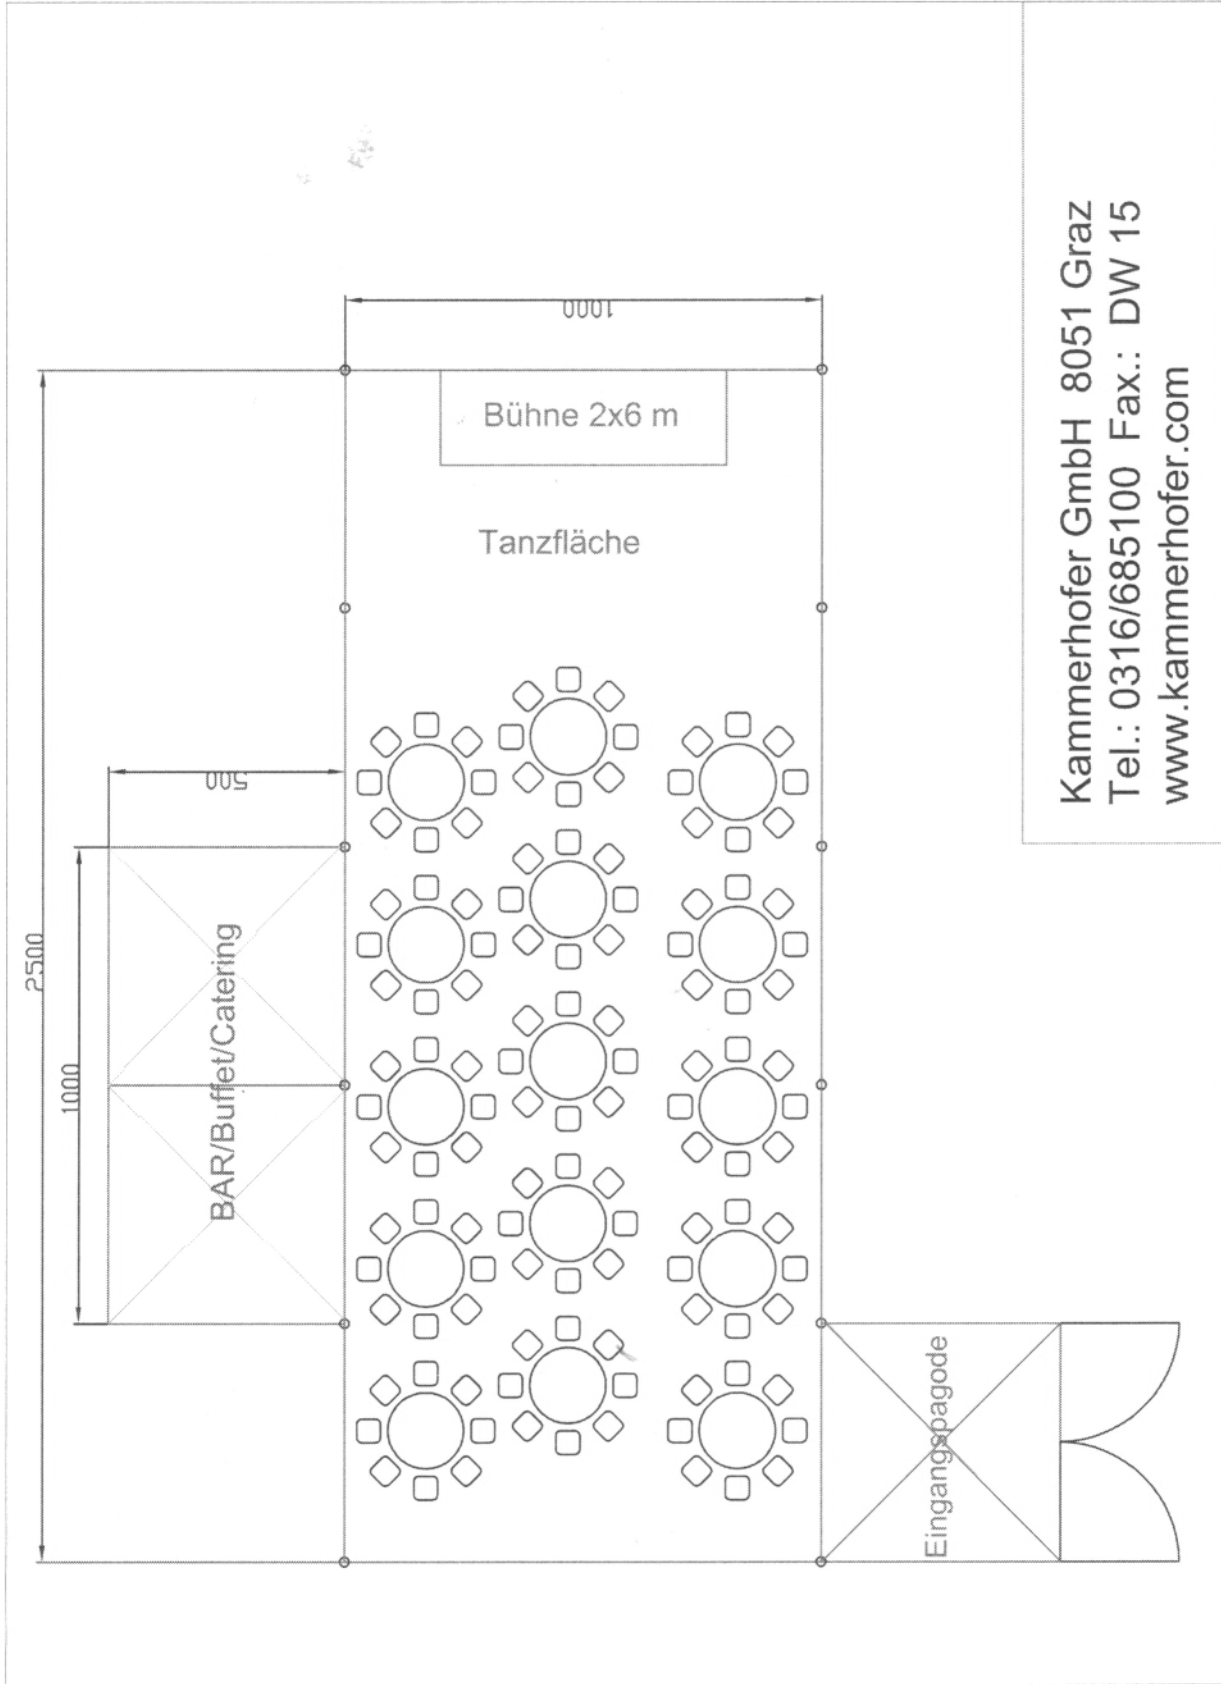 2500
1000
500
1000
BAR/Buffet/Catering
Bühne 2x6 m
Tanzfläche
Eingangspagode
Kammerhofer GmbH 8051 Graz
Tel.: 0316/685100 Fax.: DW 15
www.kammerhofer.com